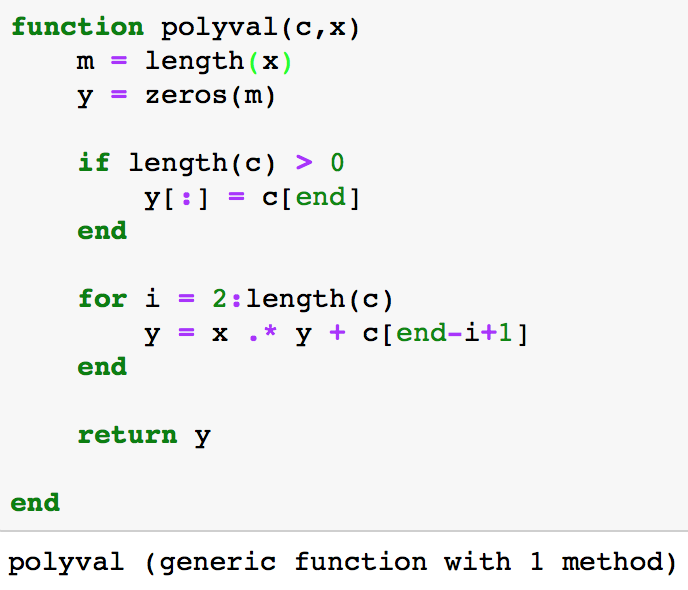 function polyval(c,x)
    m = length(x)
    y = zeros(m)

    if length(c) > 0
        y[:] = c[end]
    end

    for i = 2:length(c)
        y = x .* y + c[end-i+1]
    end

    return y

end
polyval (generic function with 1 method)